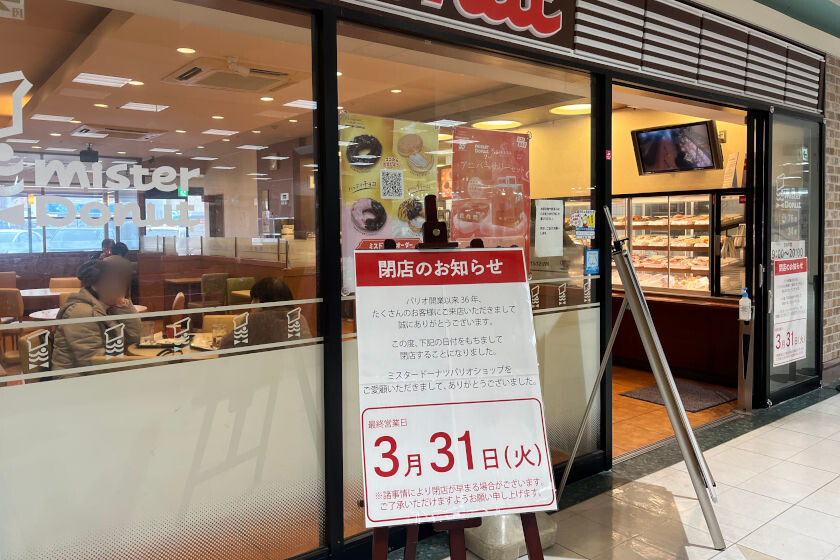 mister
Donut
閉店のお知らせ
パリオ開業以来36年、
たくさんのお客様にご来店いただきまして
誠にありがとうございます。
この度、下記の日付をもちまして
閉店することになりました。
ミスタードーナツパリオショップを
ご愛顧いただきまして、ありがとうございました。
最終営業日
3月31日(火)
※諸事情により閉店が早まる場合がございます。
ご了承いただけますようお願い申し上げます。
mister
Donut
9:00〜20:00
閉店のお知らせ
3月31日(火)